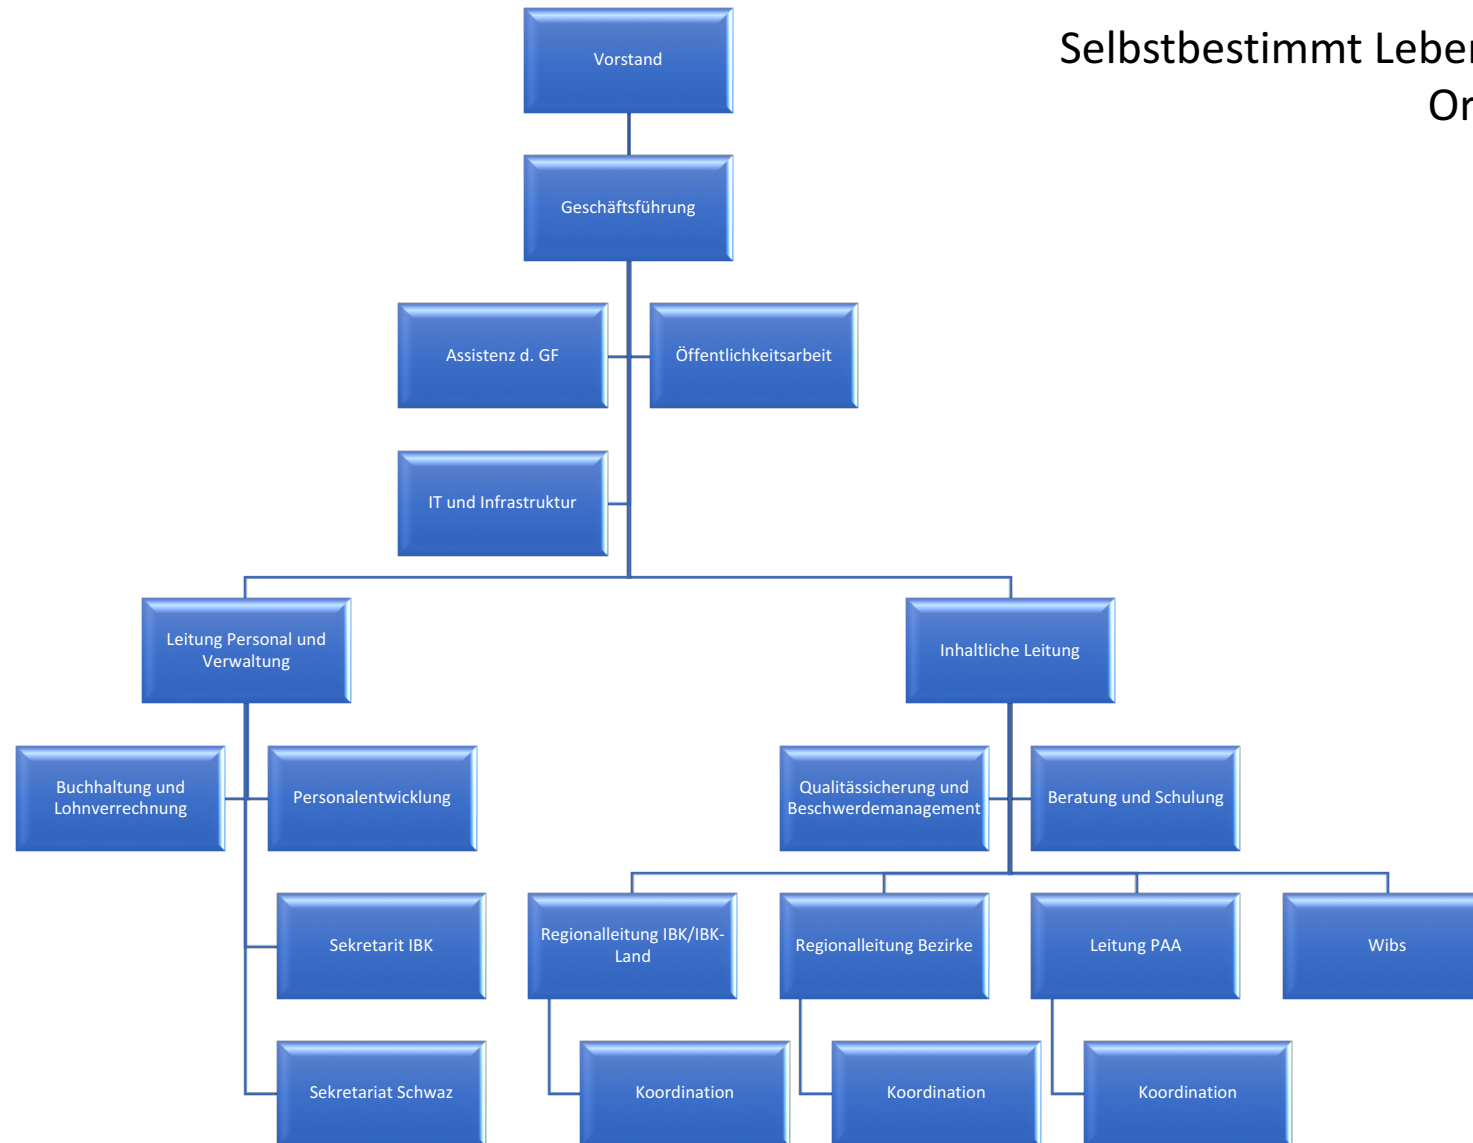 Selbstbestimmt Leben
Or
Vorstand
Geschäftsführung
Assistenz d. GF
Öffentlichkeitsarbeit
IT und Infrastruktur
Leitung Personal und
Verwaltung
Inhaltliche Leitung
Buchhaltung und
Lohnverrechnung
Personalentwicklung
Qualitässicherung und
Beschwerdemanagement
Beratung und Schulung
Sekretarit IBK
Regionalleitung IBK/IBK-
Land
Regionalleitung Bezirke
Leitung PAA
Wibs
Sekretariat Schwaz
Koordination
Koordination
Koordination